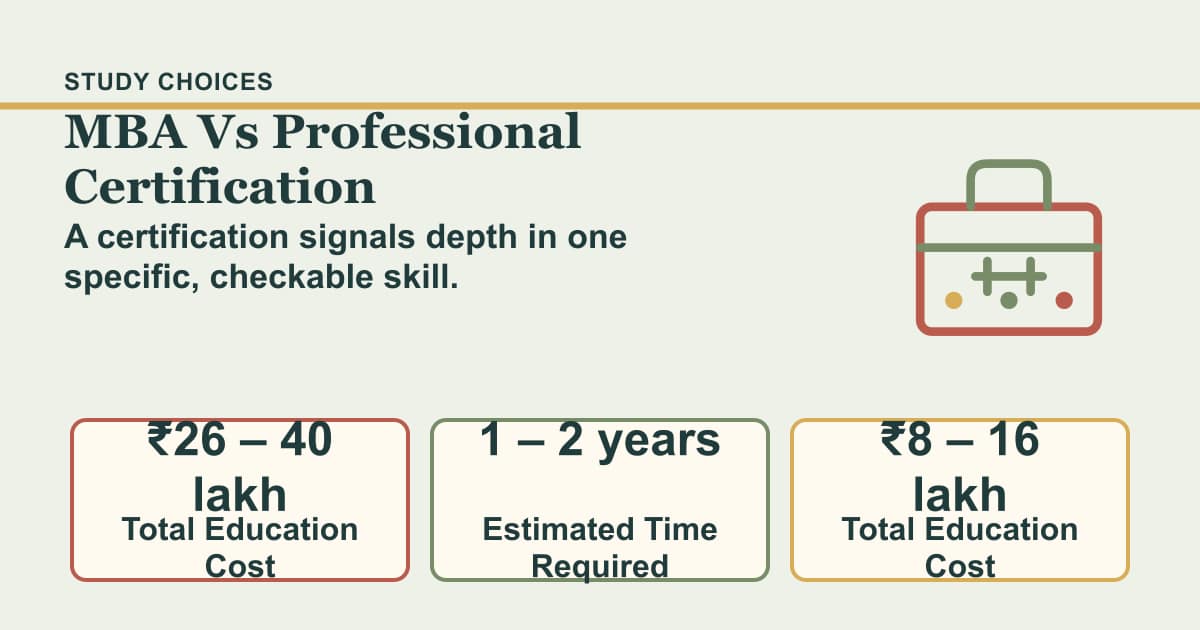 STUDY CHOICES
MBA Vs Professional
Certification
A certification signals depth in one
specific, checkable skill.
₹26 – 40
lakh
Total Education
Cost
1 – 2 years
Estimated Time
Required
₹8 – 16
lakh
Total Education
Cost